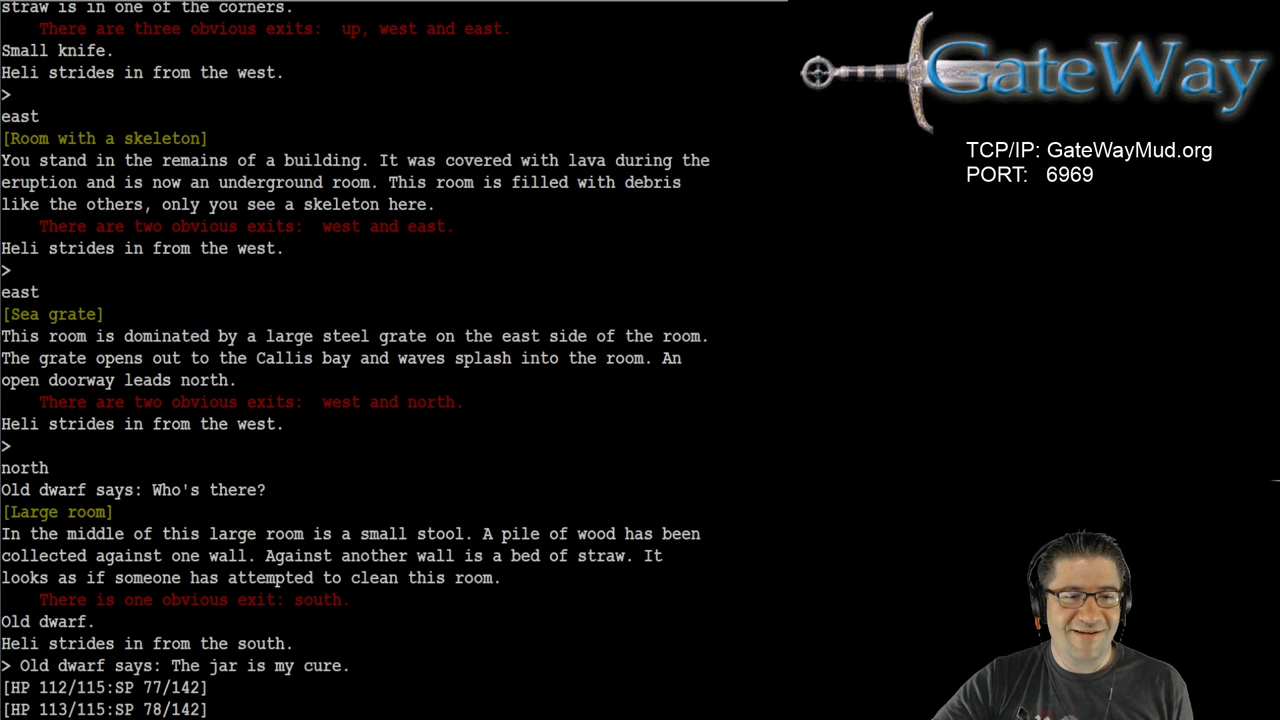 straw is in one of the corners.
There are three obvious exits:  up, west and east.
Small knife.
Heli strides in from the west.
>
east
[Room with a skeleton]
You stand in the remains of a building. It was covered with lava during the
eruption and is now an underground room. This room is filled with debris
like the others, only you see a skeleton here.
There are two obvious exits:  west and east.
Heli strides in from the west.
>
east
[Sea grate]
This room is dominated by a large steel grate on the east side of the room.
The grate opens out to the Callis bay and waves splash into the room. An
open doorway leads north.
There are two obvious exits:  west and north.
Heli strides in from the west.
>
north
Old dwarf says: Who's there?
[Large room]
In the middle of this large room is a small stool. A pile of wood has been
collected against one wall. Against another wall is a bed of straw. It
looks as if someone has attempted to clean this room.
There is one obvious exit: south.
Old dwarf.
Heli strides in from the south.
> Old dwarf says: The jar is my cure.
[HP 112/115:SP 77/142]
[HP 113/115:SP 78/142]
GateWay
TCP/IP: GateWayMud.org
PORT:   6969